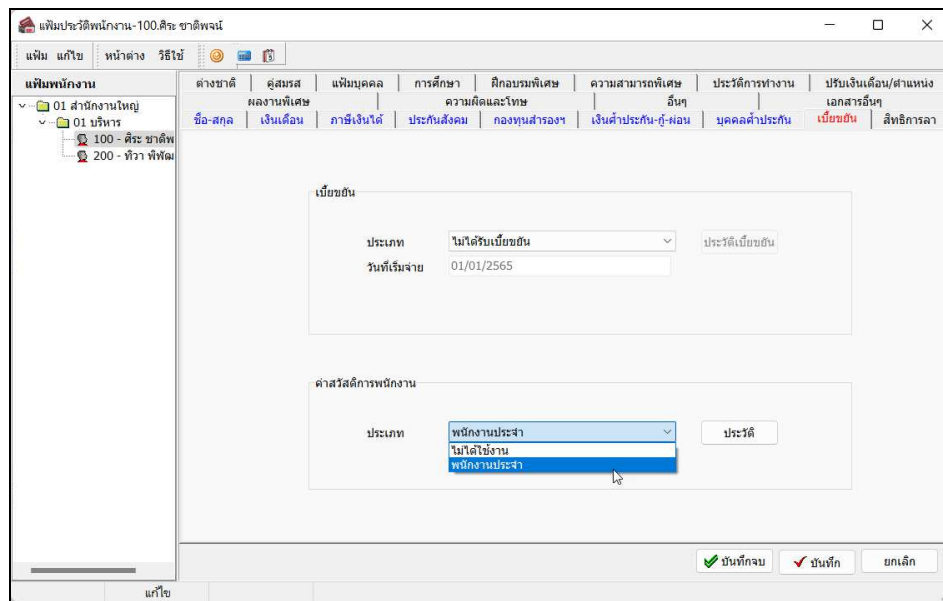 แฟ้มประวัติพนักงาน-100.ศิระ ชาติพจน์
แฟ้ม แก้ไข หน้าต่าง วิธีใช้
แฟ้มพนักงาน
01 สำนักงานใหญ่
01 บริหาร
100 - ศิระ ชาติพ
200 - ทิวา พิพัฒ
ต่างชาติ คู่สมรส แฟ้มบุคคล การศึกษา ฝึกอบรมพิเศษ ความสามารถพิเศษ ประวัติการทำงาน ปรับเงินเดือน/ตำแหน่ง
ผลงานพิเศษ ความผิดและโทษ อื่นๆ เอกสารอื่นๆ
ชื่อ-สกุล เงินเดือน ภาษีเงินได้ ประกันสังคม กองทุนสำรองฯ เงินค้ำประกัน-กู้-ผ่อน บุคคลค้ำประกัน เบี้ยขยัน สิทธิการลา
เบี้ยขยัน
ประเภท ไม่ได้รับเบี้ยขยัน ประวัติเบี้ยขยัน
วันที่เริ่มจ่าย 01/01/2565
ค่าสวัสดิการพนักงาน
ประเภท พนักงานประจำ ประวัติ
ไม่ได้ใช้งาน
พนักงานประจำ
บันทึกจบ บันทึก ยกเลิก
แก้ไข